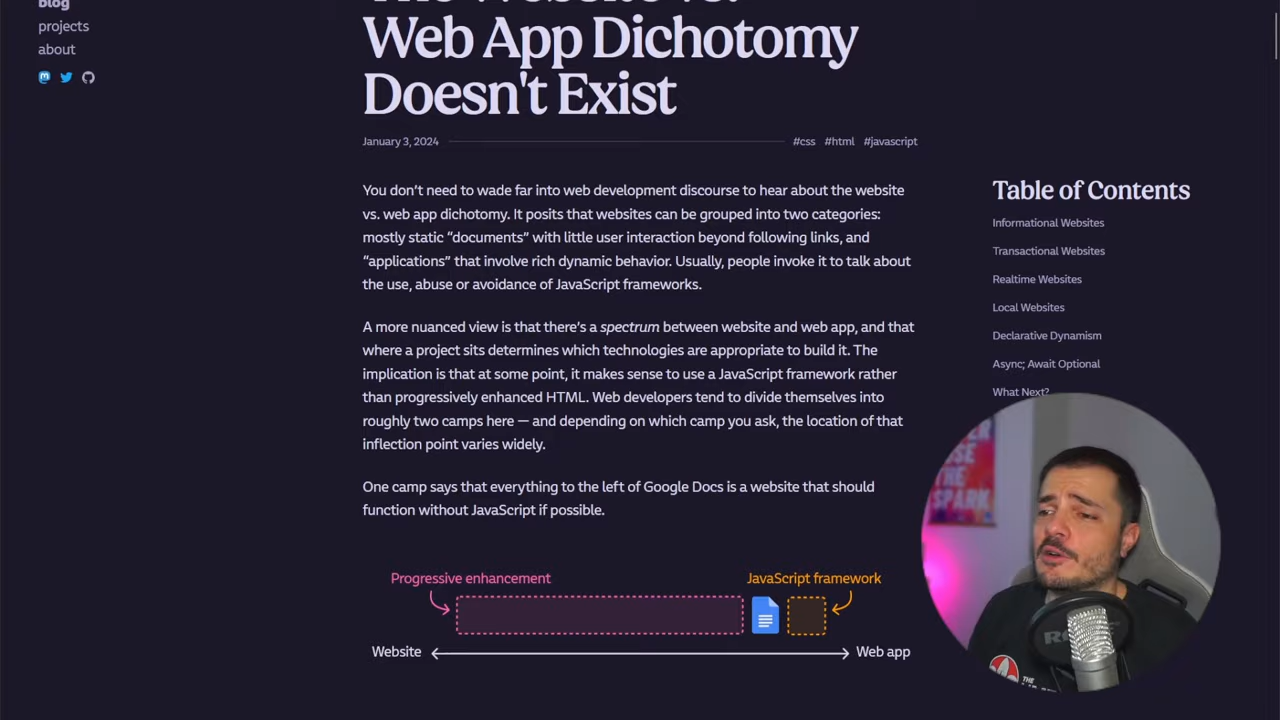 blog
projects
about
Web App Dichotomy
Doesn't Exist
January 3, 2024
#css #html #javascript
You don’t need to wade far into web development discourse to hear about the website
vs. web app dichotomy. It posits that websites can be grouped into two categories:
mostly static “documents” with little user interaction beyond following links, and
“applications” that involve rich dynamic behavior. Usually, people invoke it to talk about
the use, abuse or avoidance of JavaScript frameworks.
A more nuanced view is that there’s a spectrum between website and web app, and that
where a project sits determines which technologies are appropriate to build it. The
implication is that at some point, it makes sense to use a JavaScript framework rather
than progressively enhanced HTML. Web developers tend to divide themselves into
roughly two camps here — and depending on which camp you ask, the location of that
inflection point varies widely.
One camp says that everything to the left of Google Docs is a website that should
function without JavaScript if possible.
Progressive enhancement
JavaScript framework
Website
Web app
Table of Contents
Informational Websites
Transactional Websites
Realtime Websites
Local Websites
Declarative Dynamism
Async; Await Optional
What Next?
THE
SPARK
THE